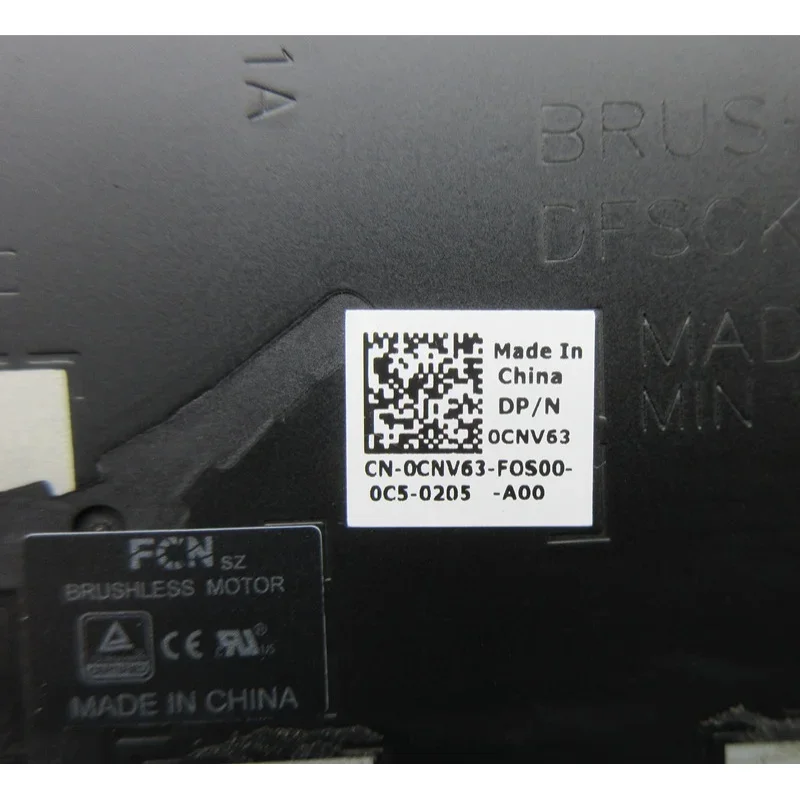 1A
BRUS
DFSCK
MAD
MIN
Made In
China
DP/N
0CNV63
CN-0CNV63-FOS00-
0C5-0205 -A00
FCN SZ
BRUSHLESS MOTOR
CE
MADE IN CHINA